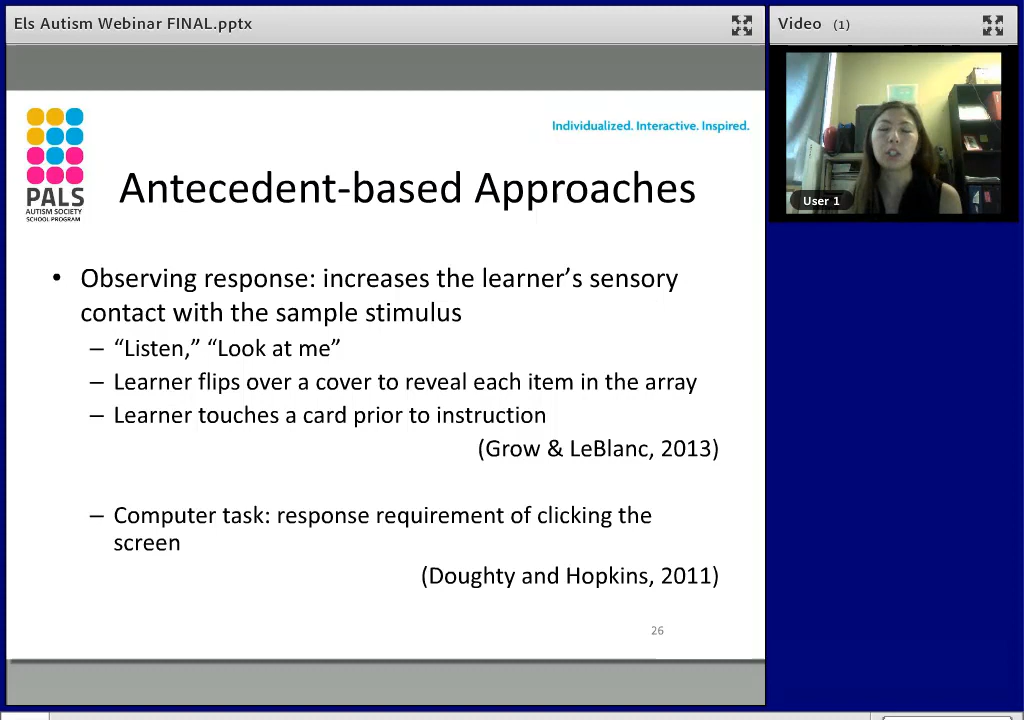 Els Autism Webinar FINAL.pptx
Video (1)
User 1
PALS
AUTISM SOCIETY
SCHOOL PROGRAM
Individualized. Interactive. Inspired.
Antecedent-based Approaches
• Observing response: increases the learner’s sensory
contact with the sample stimulus
– “Listen,” “Look at me”
– Learner flips over a cover to reveal each item in the array
– Learner touches a card prior to instruction
(Grow & LeBlanc, 2013)
– Computer task: response requirement of clicking the
screen
(Doughty and Hopkins, 2011)
26